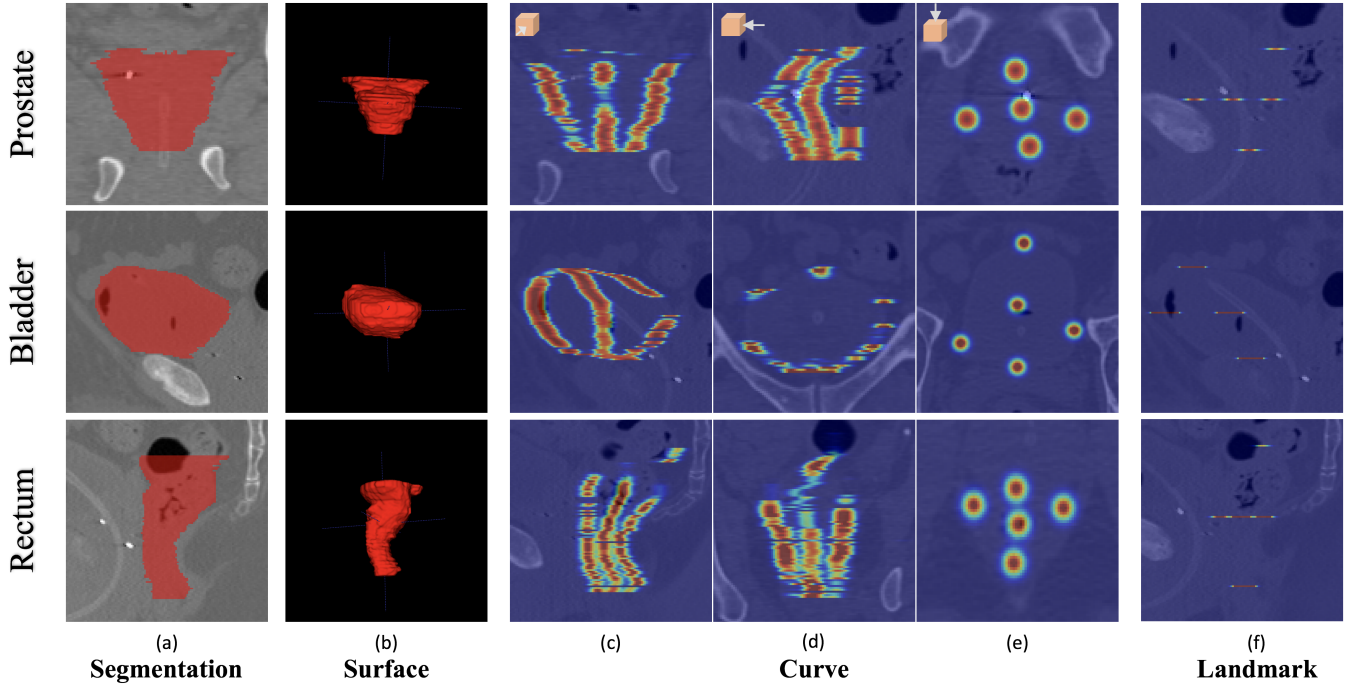 Prostate
Bladder
Rectum
(a) (b) (c) (d) (e) (f)
Segmentation Surface Curve Landmark